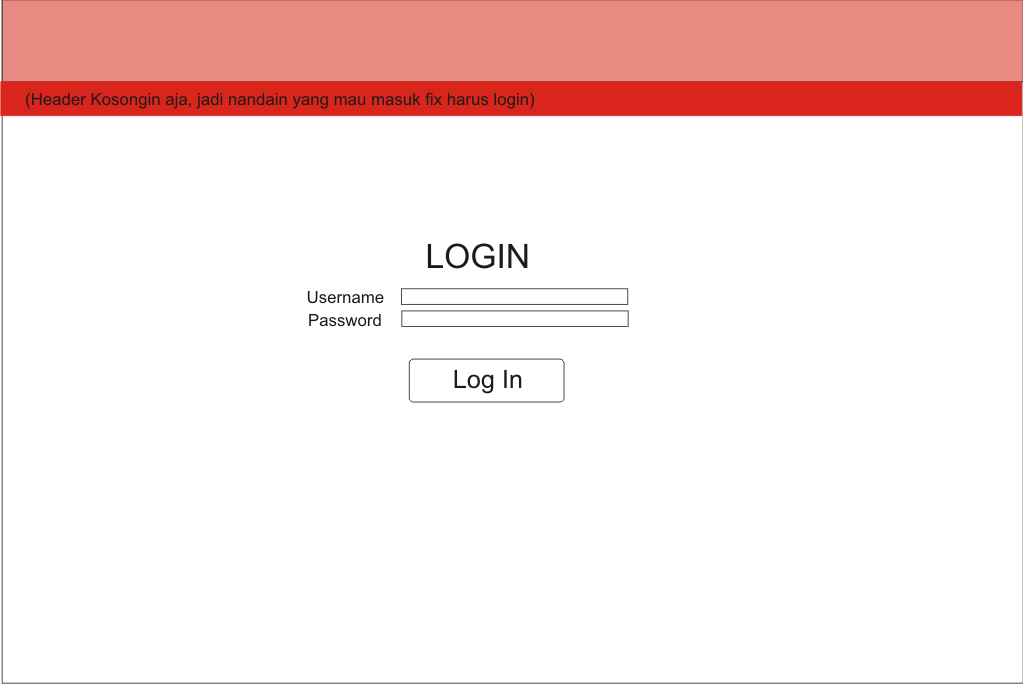 (Header Kosongin aja, jadi nandain yang mau masuk fix harus login)
LOGIN
Username
Password
Log In